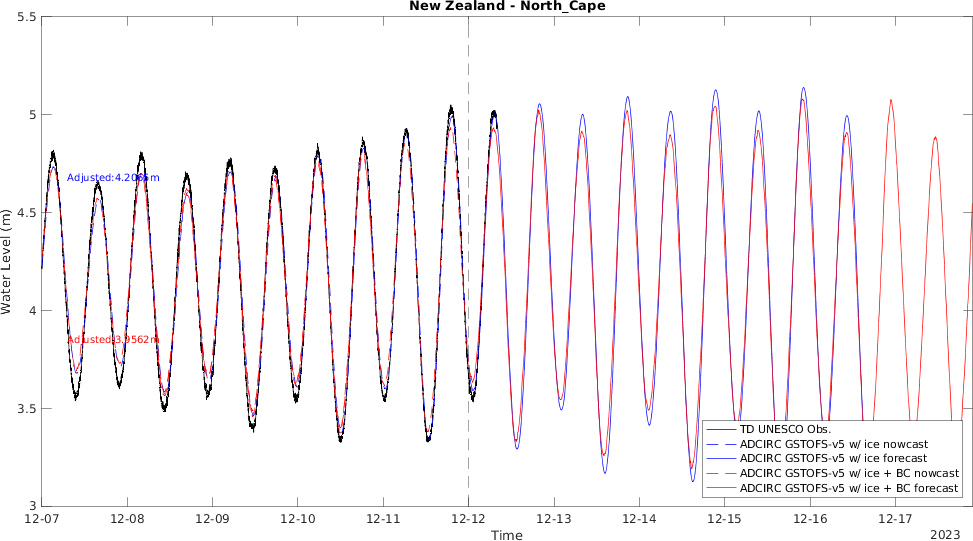 New Zealand - North_Cape
5.5
5
4.5
4
3.5
3
Water Level (m)
Adjusted:4.2065m
Adjusted:3.9562m
TD UNESCO Obs.
ADCIRC GSTOFS-v5 w/ ice nowcast
ADCIRC GSTOFS-v5 w/ ice forecast
ADCIRC GSTOFS-v5 w/ ice + BC nowcast
ADCIRC GSTOFS-v5 w/ ice + BC forecast
12-07 12-08 12-09 12-10 12-11 12-12 12-13 12-14 12-15 12-16 12-17
Time
2023